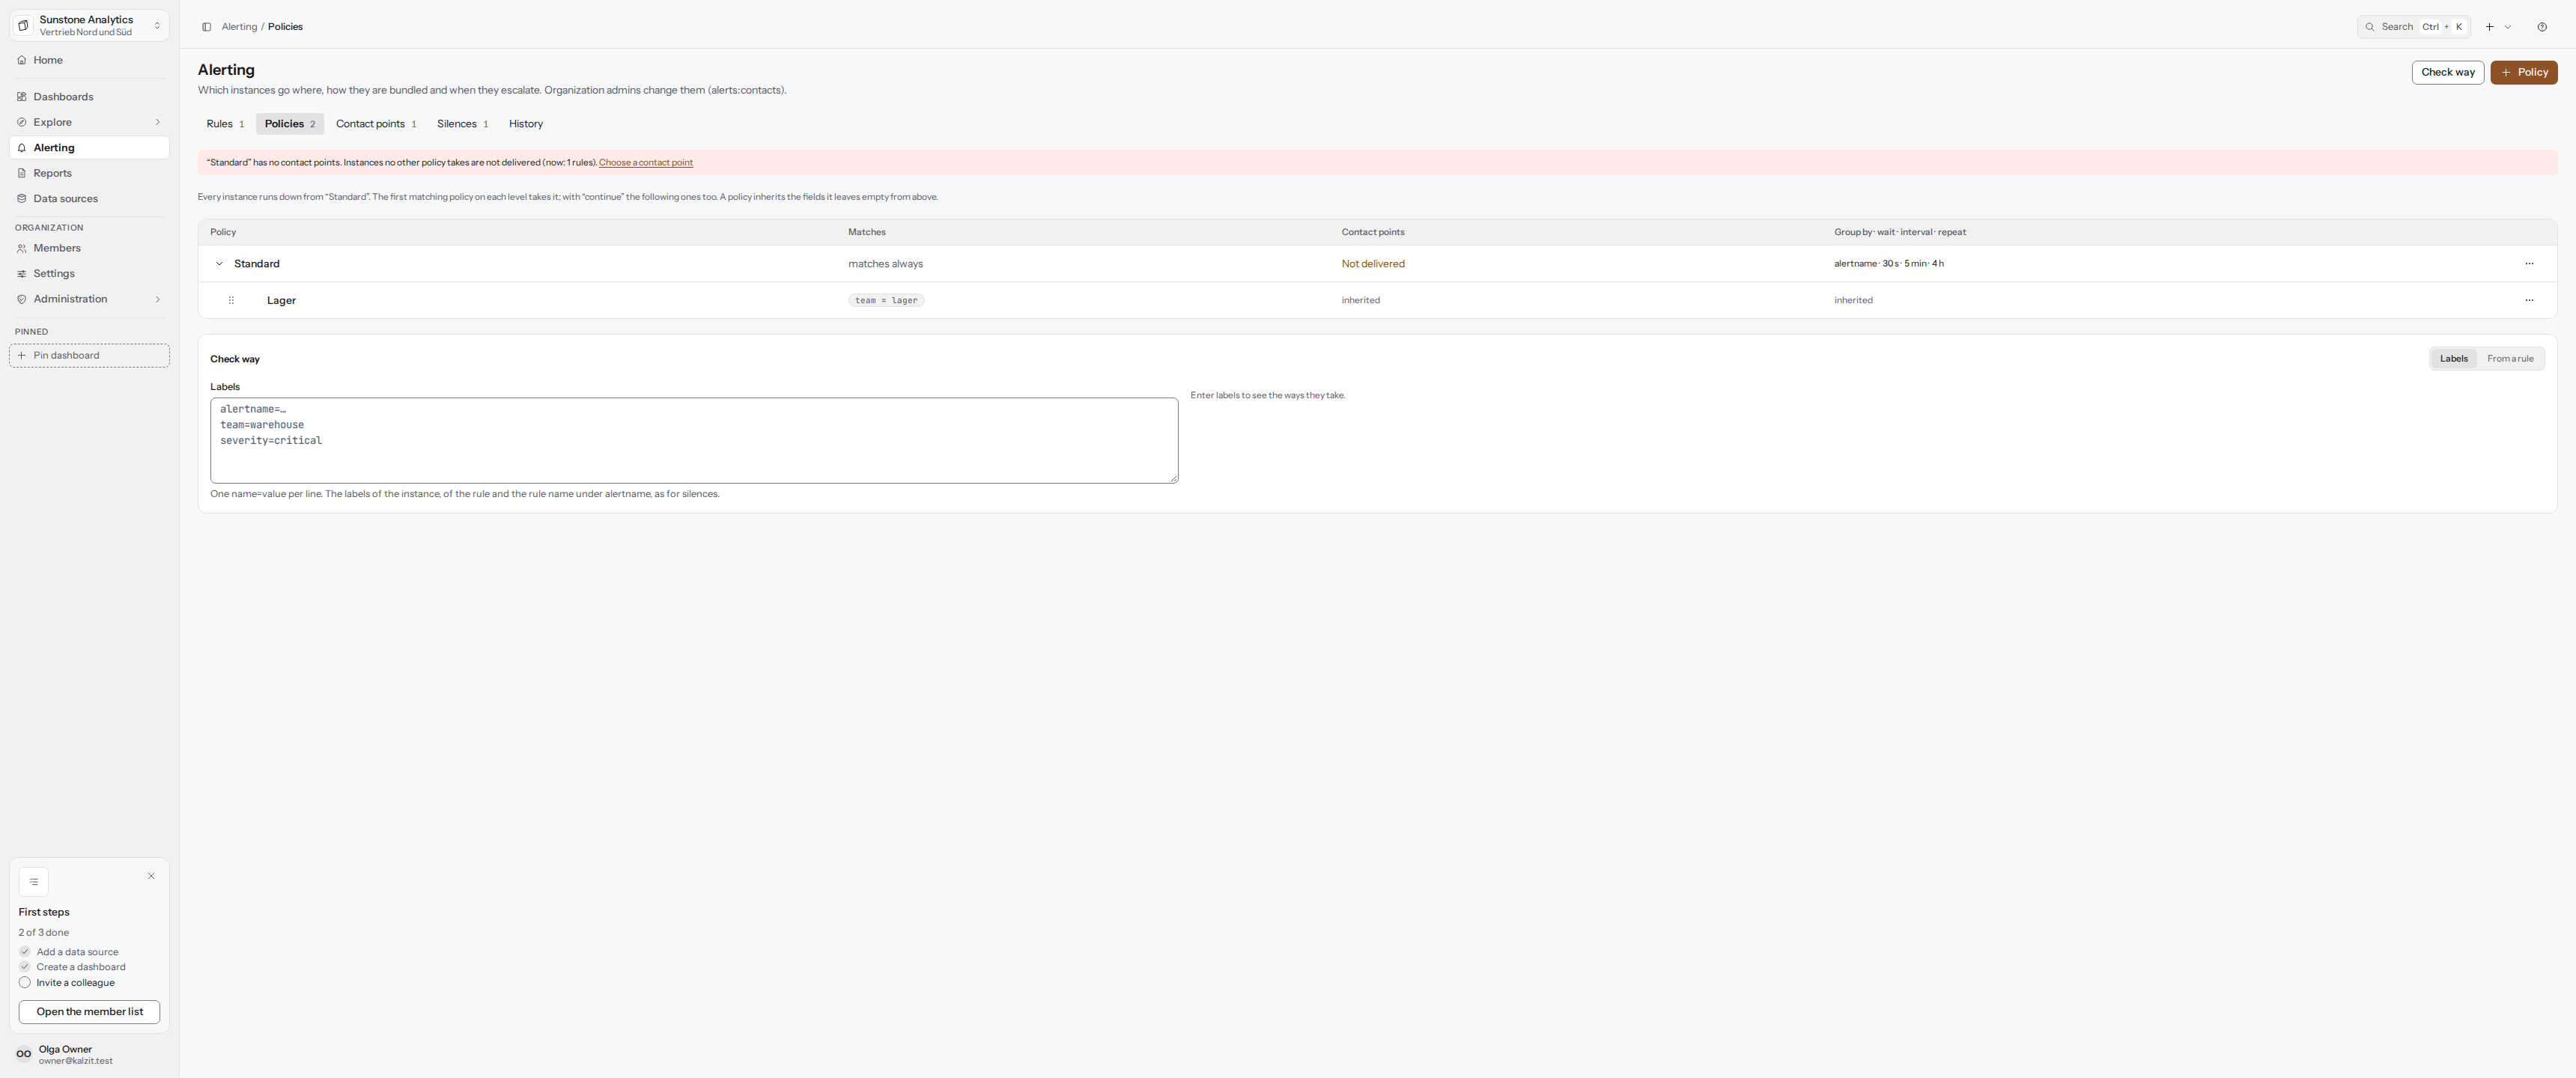 Sunstone Analytics
Vertrieb Nord und Süd
Home
Dashboards
Explore
Alerting
Reports
Data sources
ORGANIZATION
Members
Settings
Administration
PINNED
Pin dashboard
First steps
2 of 3 done
Add a data source
Create a dashboard
Invite a colleague
Open the member list
OO
Olga Owner
owner@kalzit.test
Alerting / Policies
Search Ctrl + K
Alerting
Which instances go where, how they are bundled and when they escalate. Organization admins change them (alerts:contacts).
Check way
Policy
Rules 1 Policies 2 Contact points 1 Silences 1 History
“Standard” has no contact points. Instances no other policy takes are not delivered (now: 1 rules). Choose a contact point
Every instance runs down from “Standard”. The first matching policy on each level takes it; with “continue” the following ones too. A policy inherits the fields it leaves empty from above.
Policy Matches Contact points Group by · wait · interval · repeat
Standard matches always Not delivered alertname · 30 s · 5 min · 4 h
Lager team = lager inherited inherited
Check way
Labels From a rule
Labels
alertname=…
team=warehouse
severity=critical
Enter labels to see the ways they take.
One name=value per line. The labels of the instance, of the rule and the rule name under alertname, as for silences.